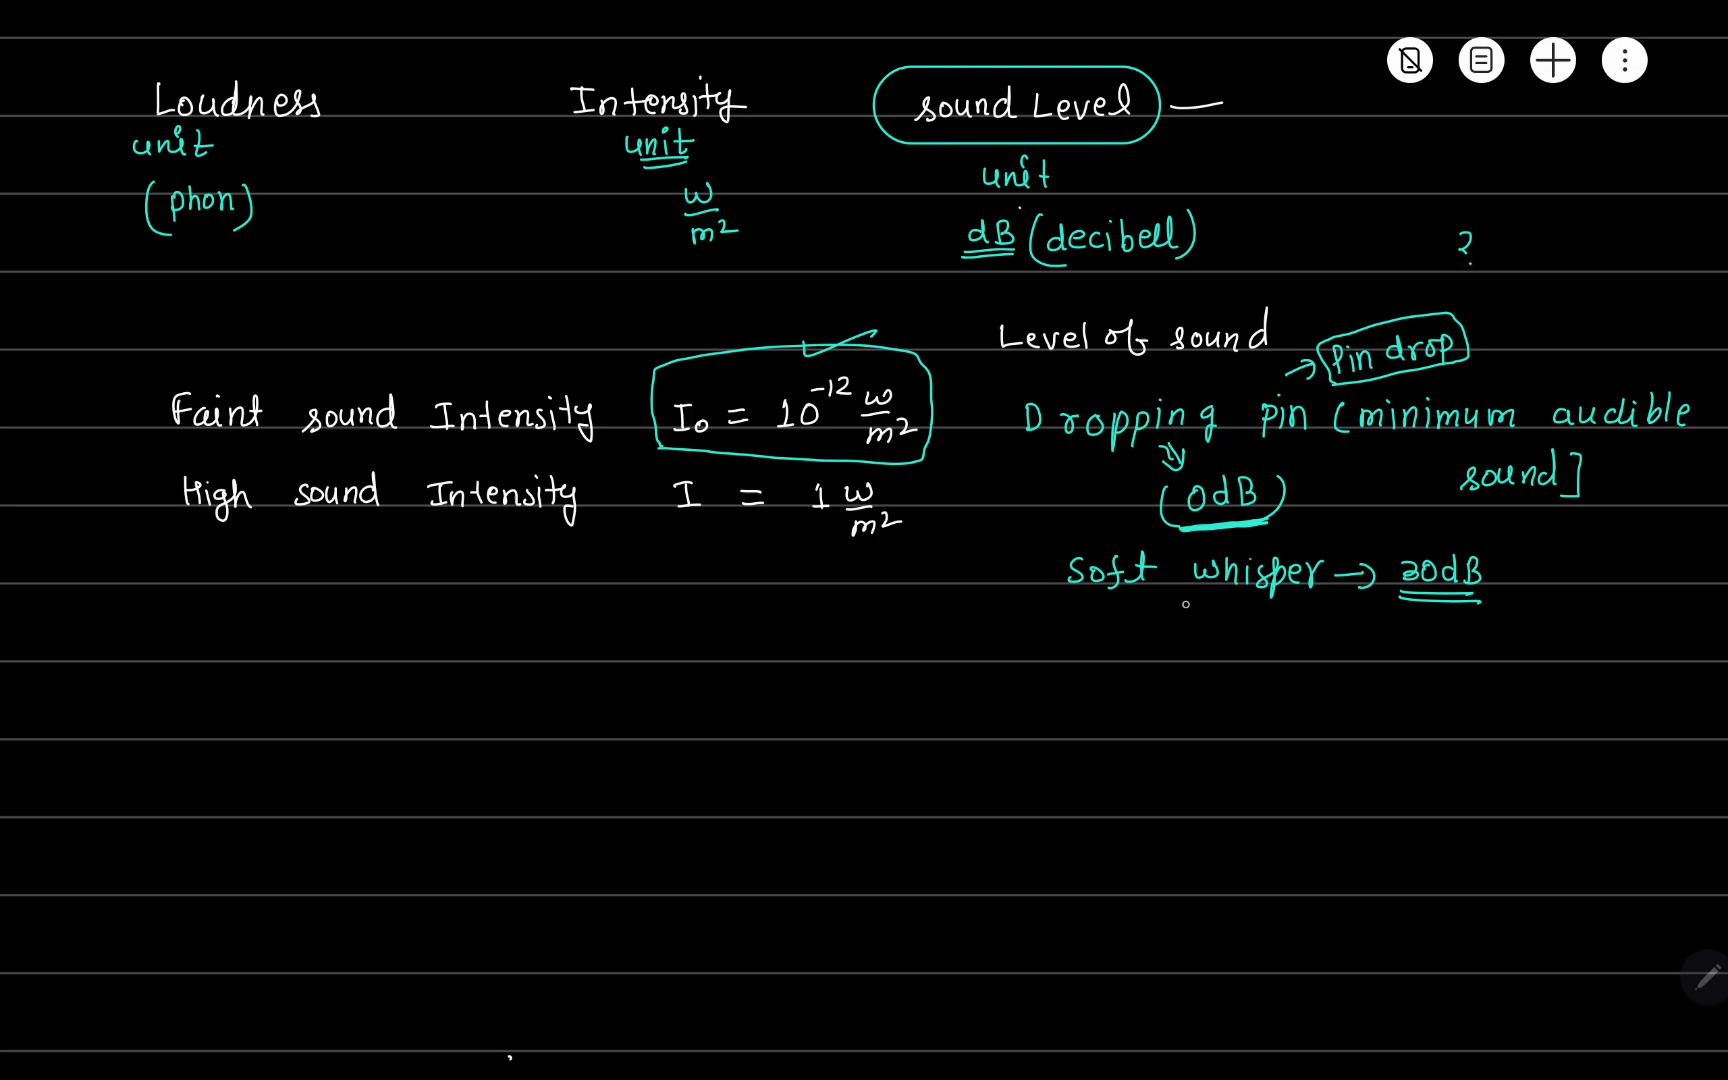 Loudness Intensity sound Level —
unit unit unit
(phon) w/m² dB (decibell) ?
Level of sound
→ Pin drop
Faint sound Intensity I₀ = 10⁻¹² w/m²
Dropping pin (minimum audible
sound]
High sound Intensity I = 1 w/m²
(0dB)
Soft whisper → 30dB